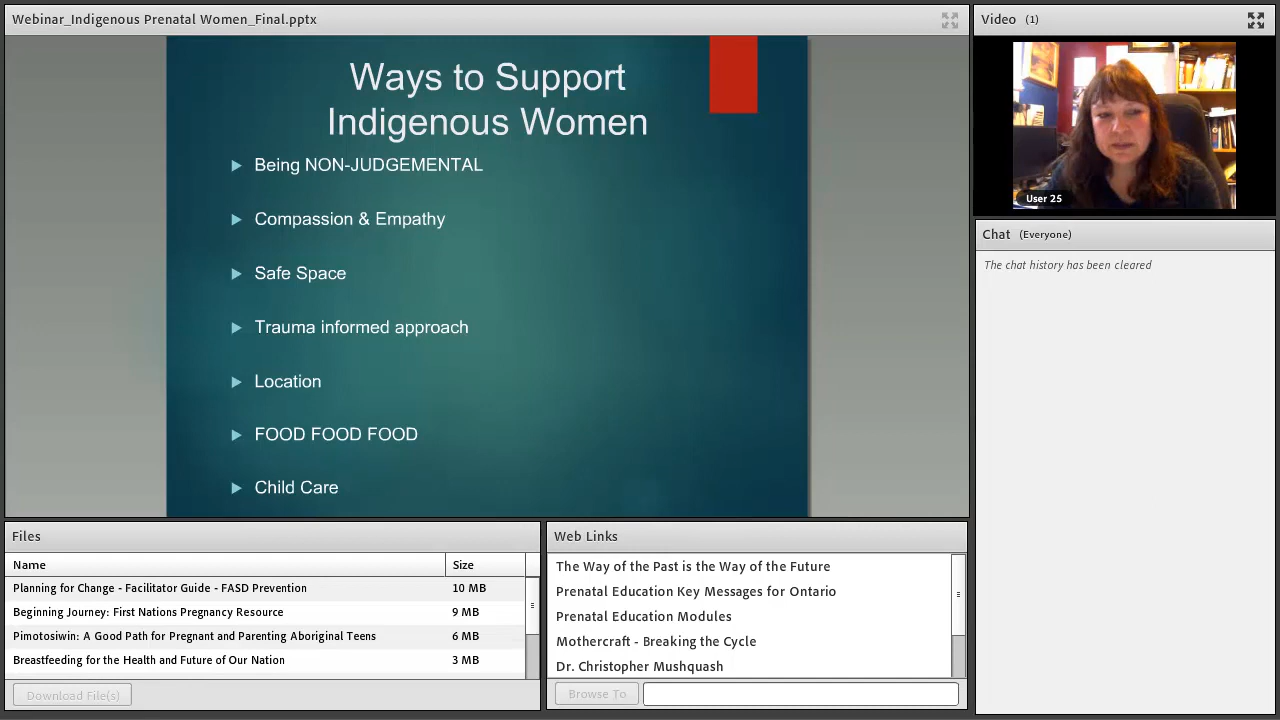 Webinar_Indigenous Prenatal Women_Final.pptx
Ways to Support
Indigenous Women
Being NON-JUDGEMENTAL
Compassion & Empathy
Safe Space
Trauma informed approach
Location
FOOD FOOD FOOD
Child Care
Video (1)
User 25
Chat (Everyone)
The chat history has been cleared
Files
Name Size
Planning for Change - Facilitator Guide - FASD Prevention 10 MB
Beginning Journey: First Nations Pregnancy Resource 9 MB
Pimotosiwin: A Good Path for Pregnant and Parenting Aboriginal Teens 6 MB
Breastfeeding for the Health and Future of Our Nation 3 MB
Download File(s)
Web Links
The Way of the Past is the Way of the Future
Prenatal Education Key Messages for Ontario
Prenatal Education Modules
Mothercraft - Breaking the Cycle
Dr. Christopher Mushquash
Browse To